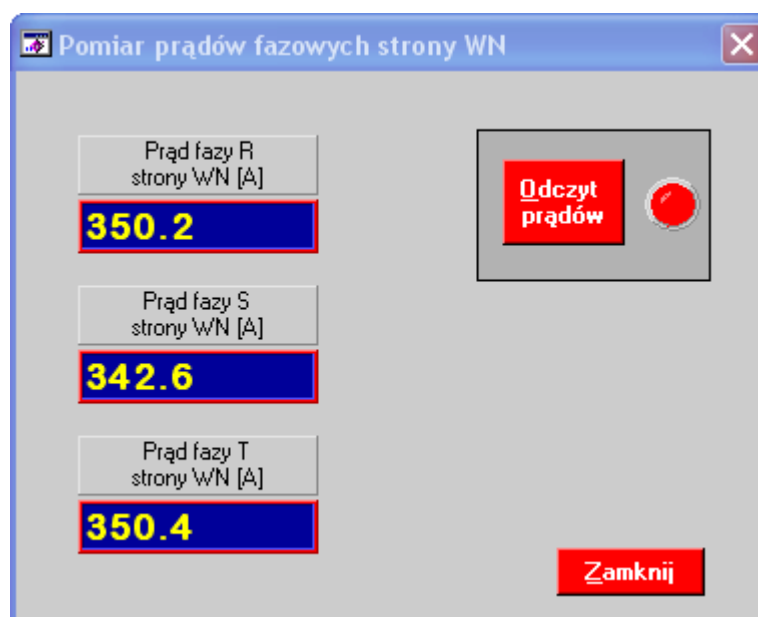 Pomiar prądów fazowych strony WN
Prąd fazy R
strony WN [A]
350.2
Odczyt
prądów
Prąd fazy S
strony WN [A]
342.6
Prąd fazy T
strony WN [A]
350.4
Zamknij